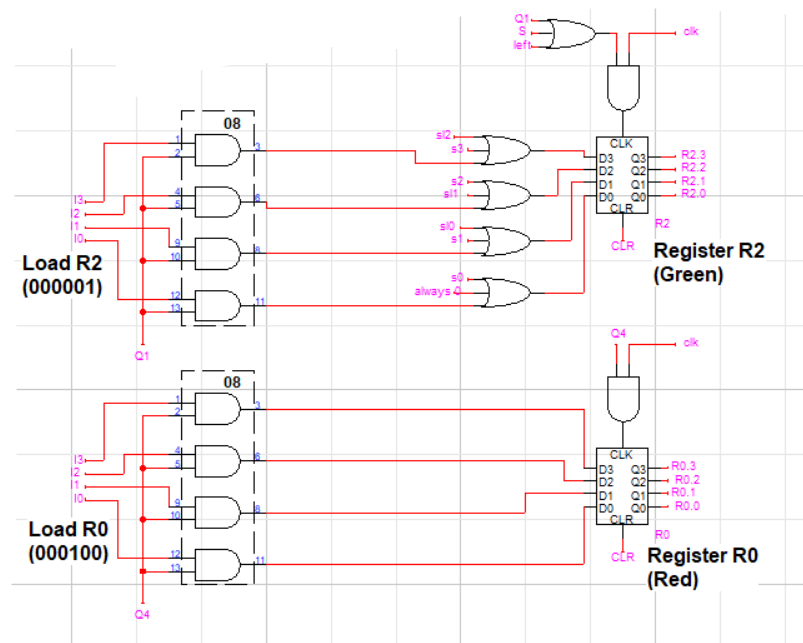 Q1
S
left
clk
08
1
2
3
4
5
6
9
10
8
12
13
11
I3
I2
I1
I0
Load R2
(000001)
Q1
sl2
s3
s2
sl1
sl0
s1
s0
always 0
CLK
D3 Q3
D2 Q2
D1 Q1
D0 Q0
CLR
R2.3
R2.2
R2.1
R2.0
R2
CLR
Register R2
(Green)
Q4
clk
08
1
2
3
4
5
6
9
10
8
12
13
11
I3
I2
I1
I0
Load R0
(000100)
Q4
CLK
D3 Q3
D2 Q2
D1 Q1
D0 Q0
CLR
R0.3
R0.2
R0.1
R0.0
R0
CLR
Register R0
(Red)